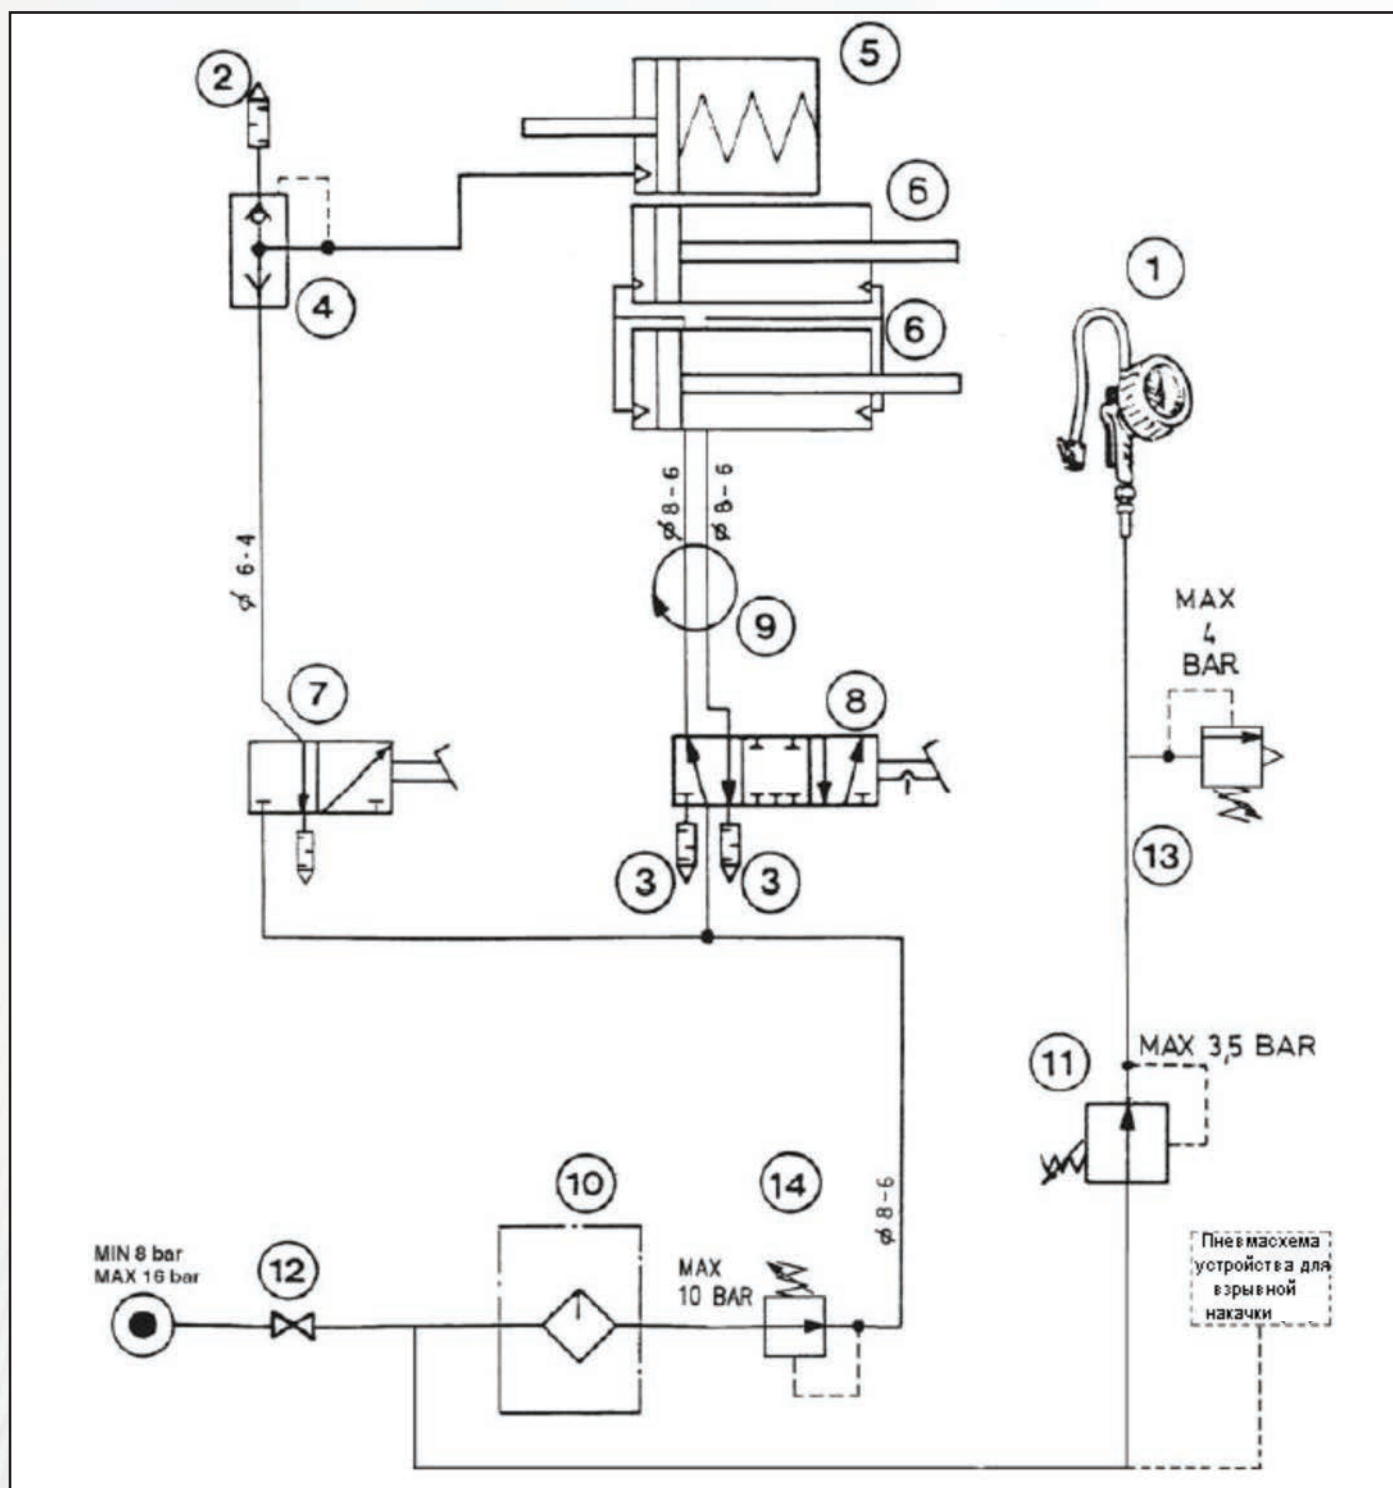 2
5
6
4
6
1
ø 8-6
ø 8-6
ø 6-4
MAX
4
BAR
9
7
8
3
3
13
11
MAX 3,5 BAR
10
14
ø 8-6
MIN 8 bar
MAX 16 bar
12
MAX
10 BAR
Пневмасхема
устройства для
взрывной
накачки